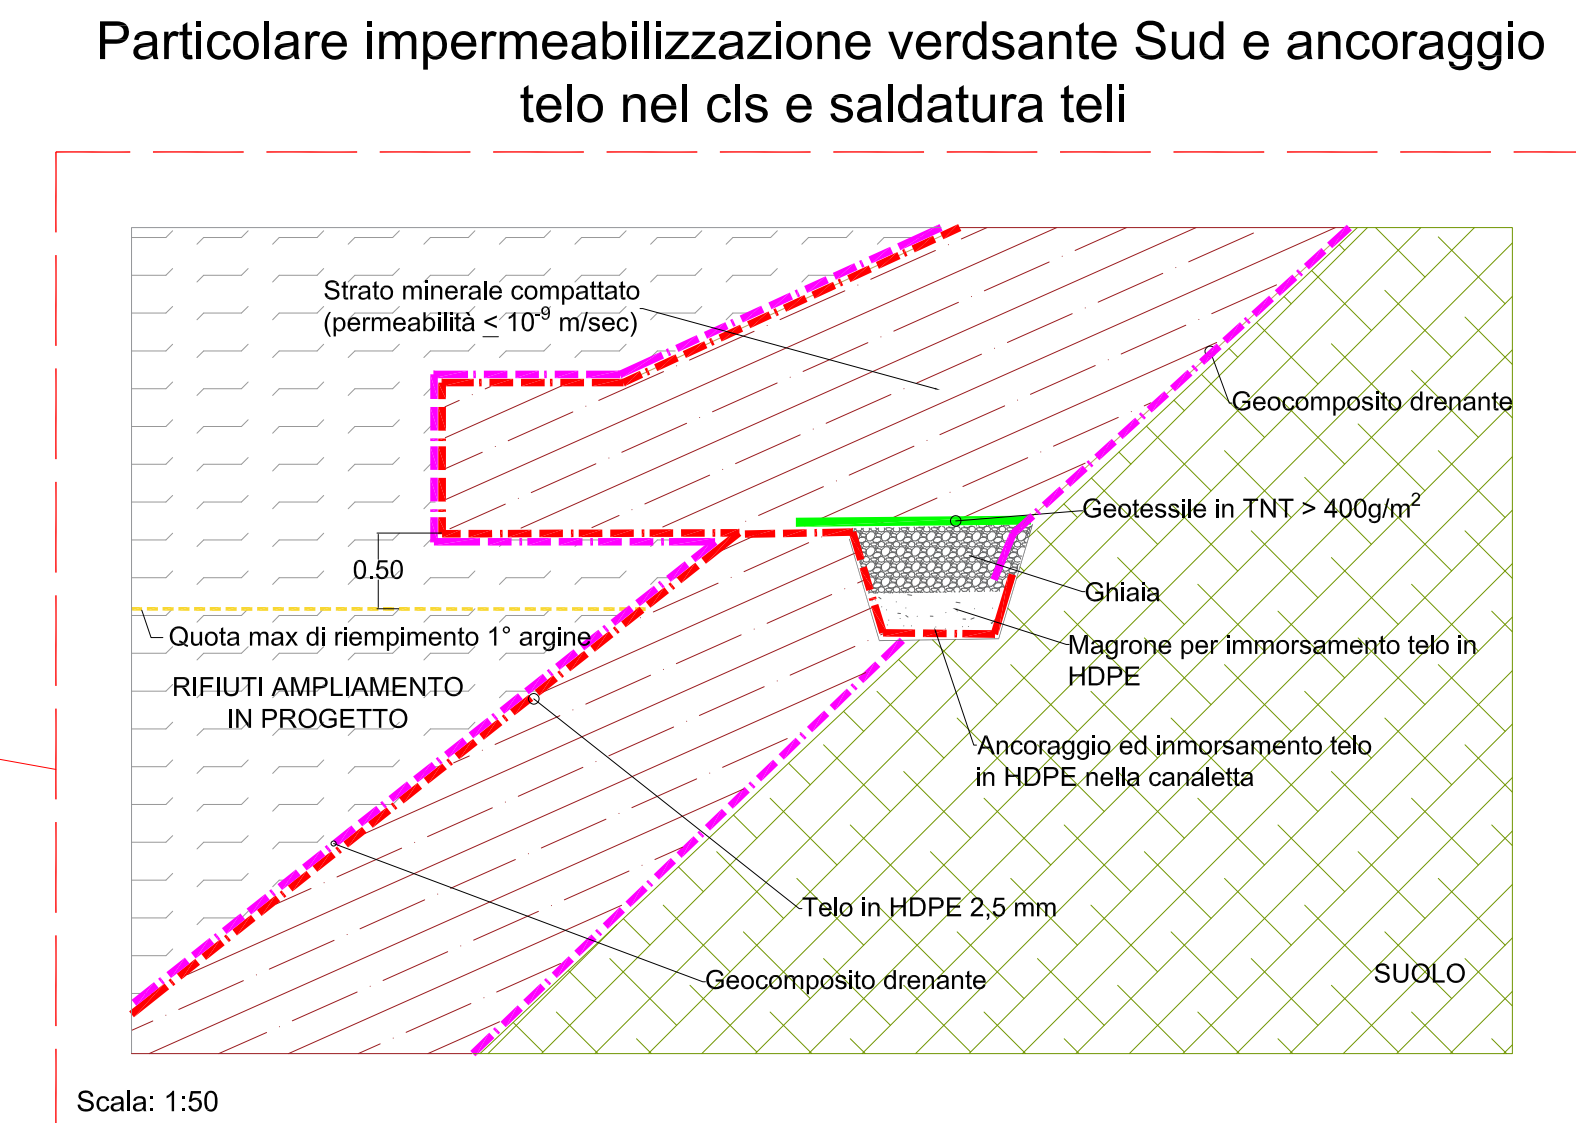 Particolare impermeabilizzazione verdsante Sud e ancoraggio
telo nel cls e saldatura teli
Strato minerale compattato
(permeabilità ≤ 10⁻⁹ m/sec)
Geocomposito drenante
Geotessile in TNT > 400g/m²
0.50
Ghiaia
Quota max di riempimento 1° argine
Magrone per immorsamento telo in
HDPE
RIFIUTI AMPLIAMENTO
IN PROGETTO
Ancoraggio ed inmorsamento telo
in HDPE nella canaletta
Telo in HDPE 2,5 mm
Geocomposito drenante
SUOLO
Scala: 1:50